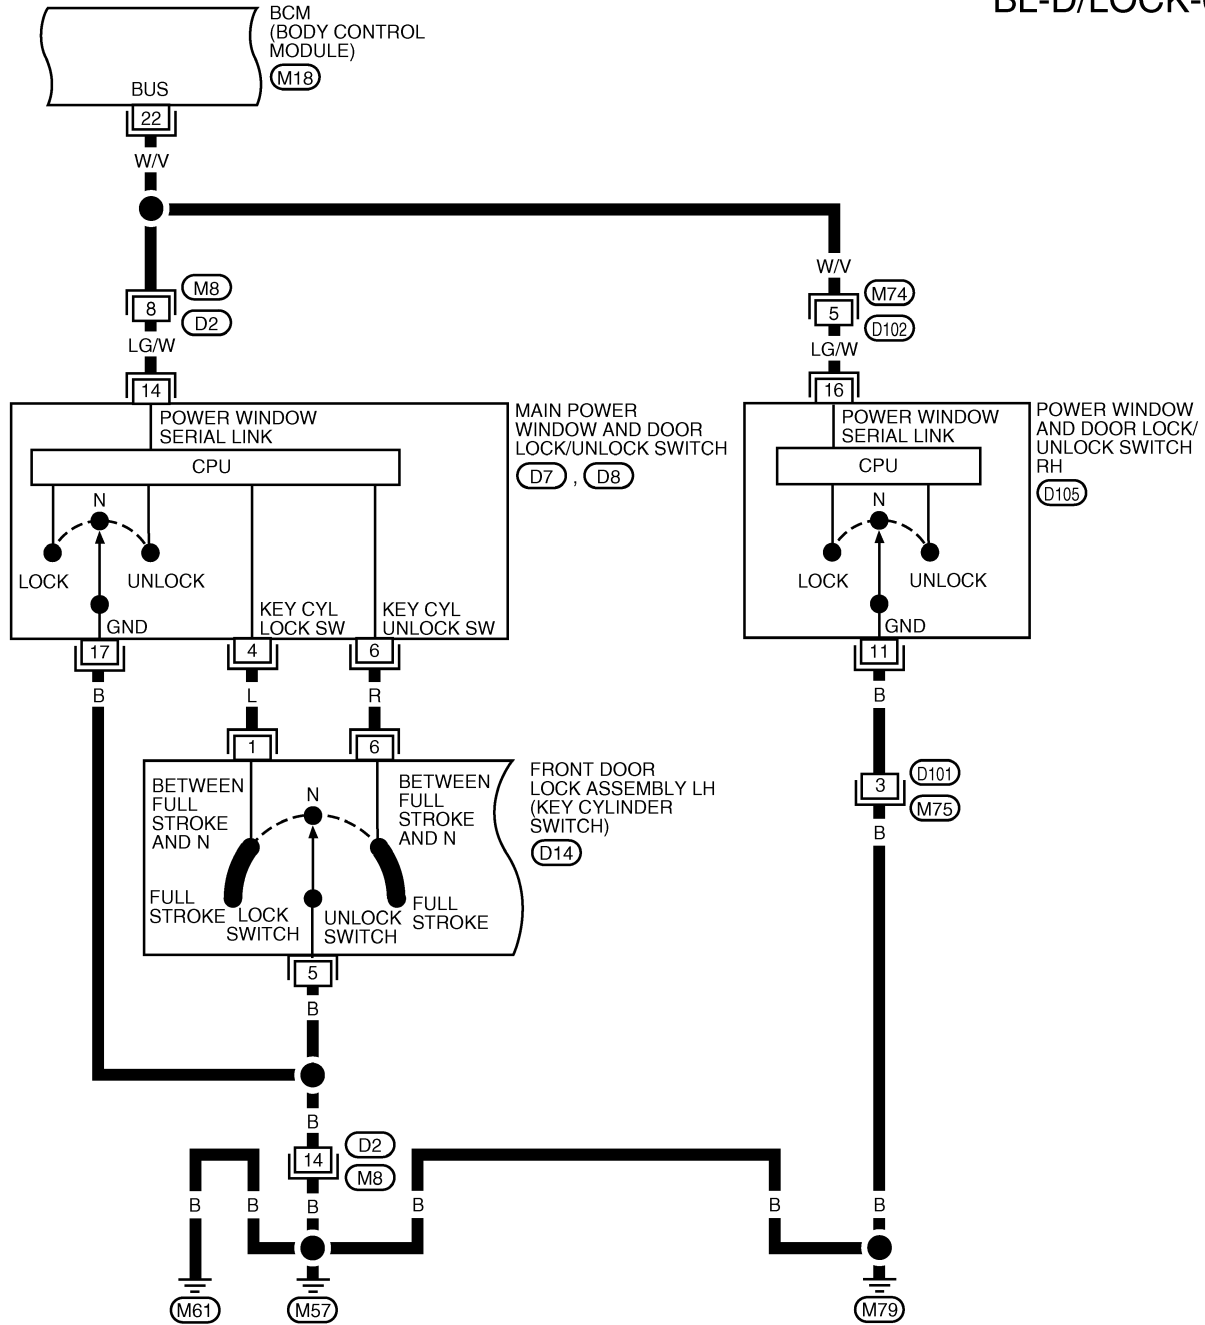 BCM
(BODY CONTROL
MODULE)
M18
BUS
22
W/V
W/V
M8
8
D2
LG/W
14
M74
5
D102
LG/W
16
POWER WINDOW
SERIAL LINK
CPU
N
LOCK
UNLOCK
GND
KEY CYL
LOCK SW
KEY CYL
UNLOCK SW
MAIN POWER
WINDOW AND DOOR
LOCK/UNLOCK SWITCH
D7 , D8
POWER WINDOW
SERIAL LINK
CPU
N
LOCK
UNLOCK
GND
POWER WINDOW
AND DOOR LOCK/
UNLOCK SWITCH
RH
D105
17
4
6
11
B
L
R
B
1
6
BETWEEN
FULL
STROKE
AND N
N
BETWEEN
FULL
STROKE
AND N
FULL
STROKE
LOCK
SWITCH
UNLOCK
SWITCH
FULL
STROKE
FRONT DOOR
LOCK ASSEMBLY LH
(KEY CYLINDER
SWITCH)
D14
D101
3
M75
B
5
B
B
D2
14
M8
B
B
B
B
B
B
M61
M57
M79